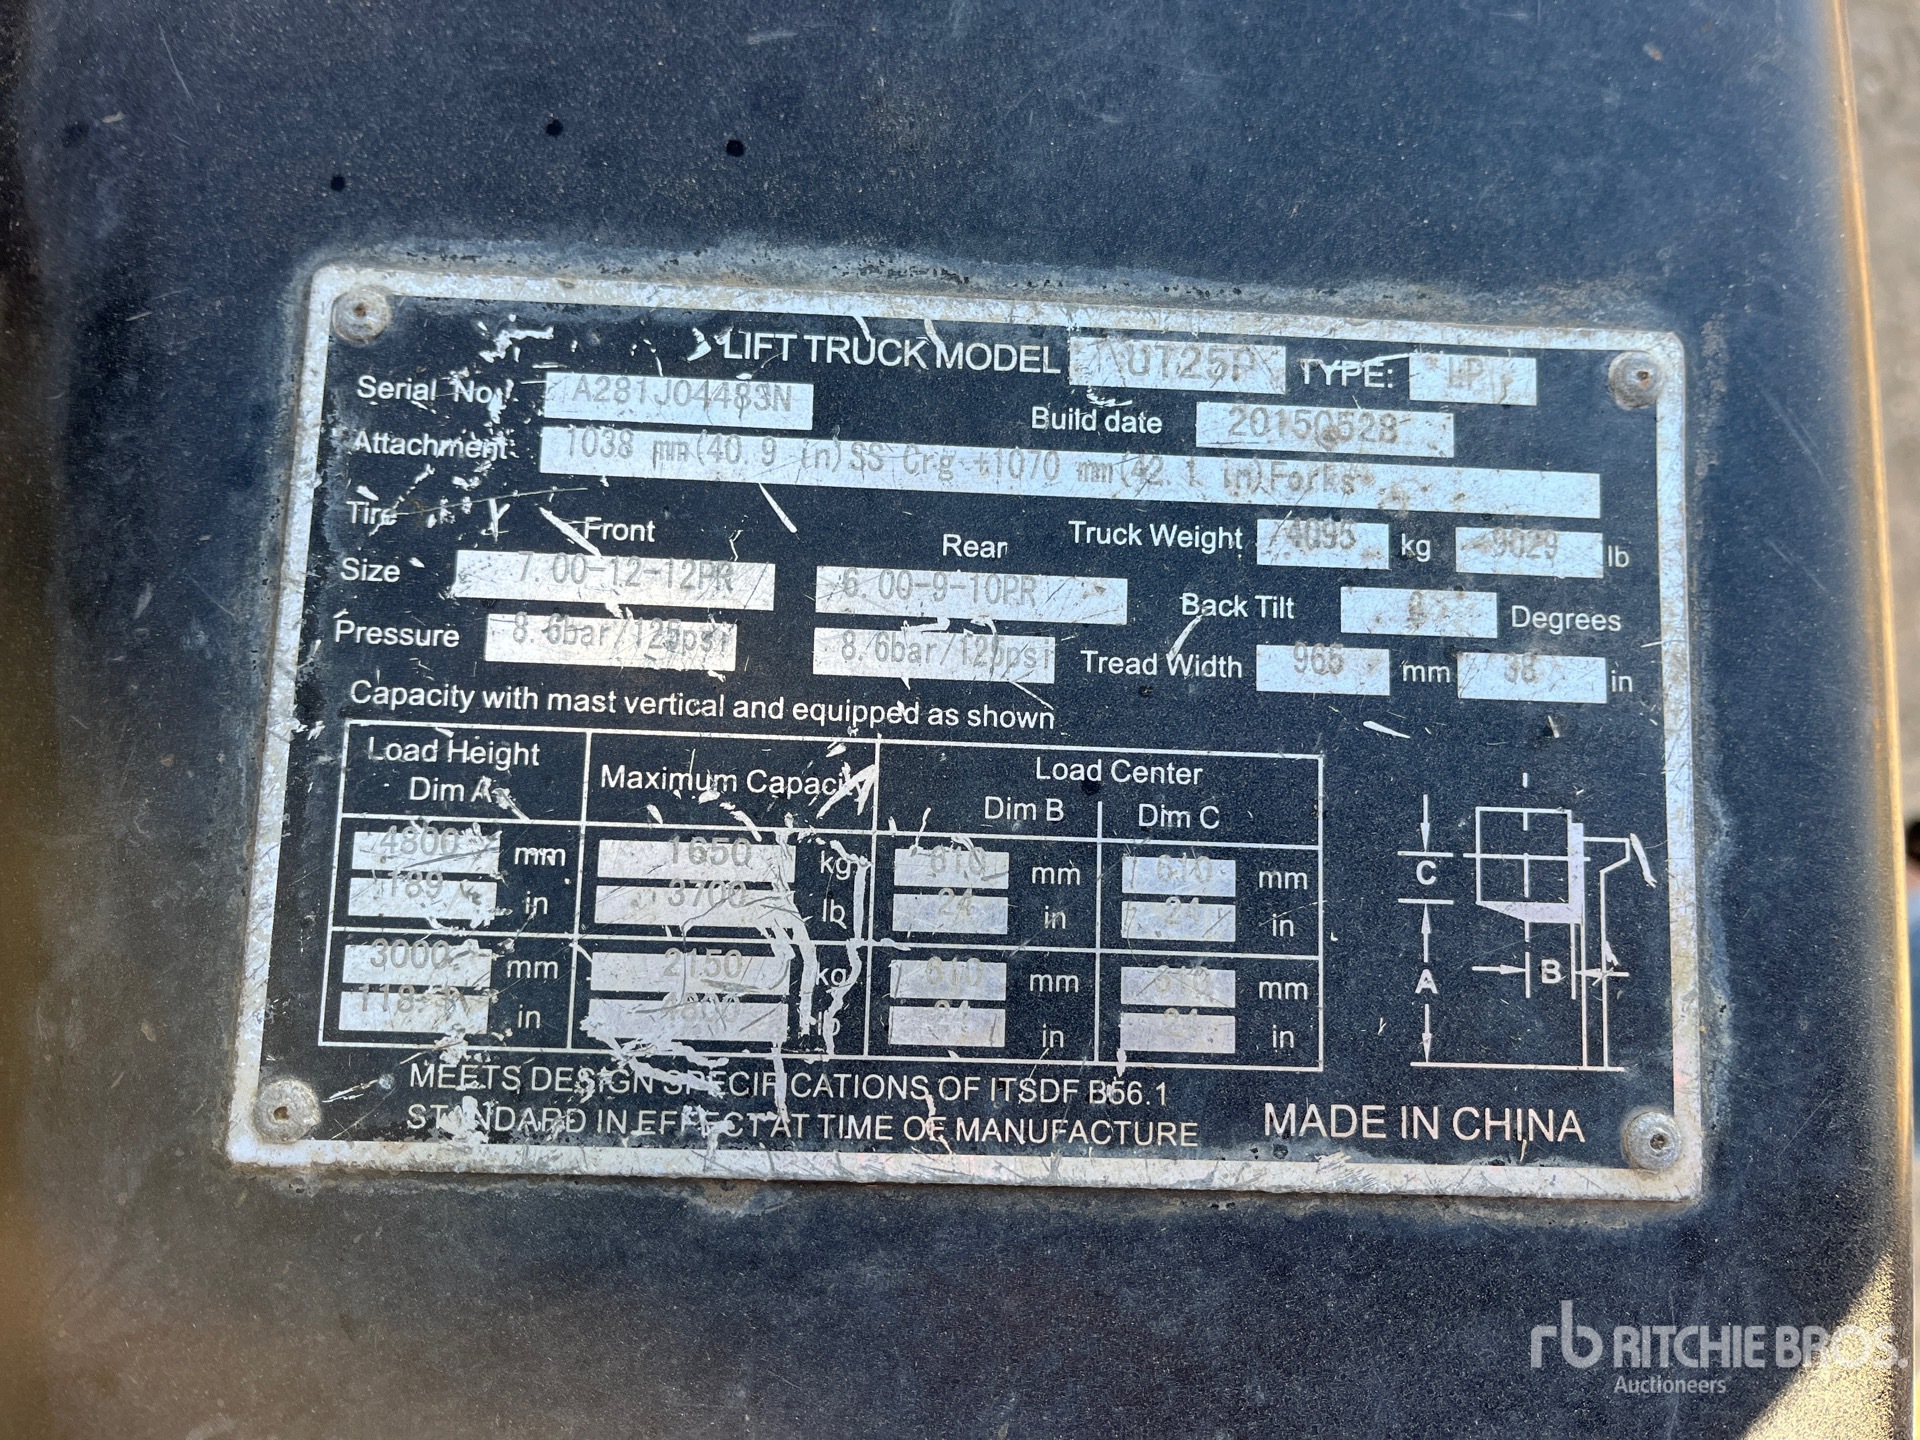 LIFT TRUCK MODEL UT25P TYPE: LP
Serial No. A281J04483N Build date 20150528
Attachment 1038 mm(40.9 in)SS Crg +1070 mm(42.1 in)Forks
Tire Front Rear Truck Weight 4095 kg 9029 lb
Size 7.00-12-12PR 6.00-9-10PR Back Tilt Degrees
Pressure 8.6bar/125psi 8.6bar/125psi Tread Width 966 mm 38 in
Capacity with mast vertical and equipped as shown
Load Height Maximum Capacity Load Center
Dim A Dim B Dim C
4800 mm 1650 kg 610 mm 610 mm
189 in 3700 lb 24 in 24 in
3000 mm 2150 kg 610 mm 610 mm
118 in 4800 lb 24 in 24 in
C
B
A
MEETS DESIGN SPECIFICATIONS OF ITSDF B56.1
STANDARD IN EFFECT AT TIME OF MANUFACTURE
MADE IN CHINA
rb RITCHIE BROS.
Auctioneers